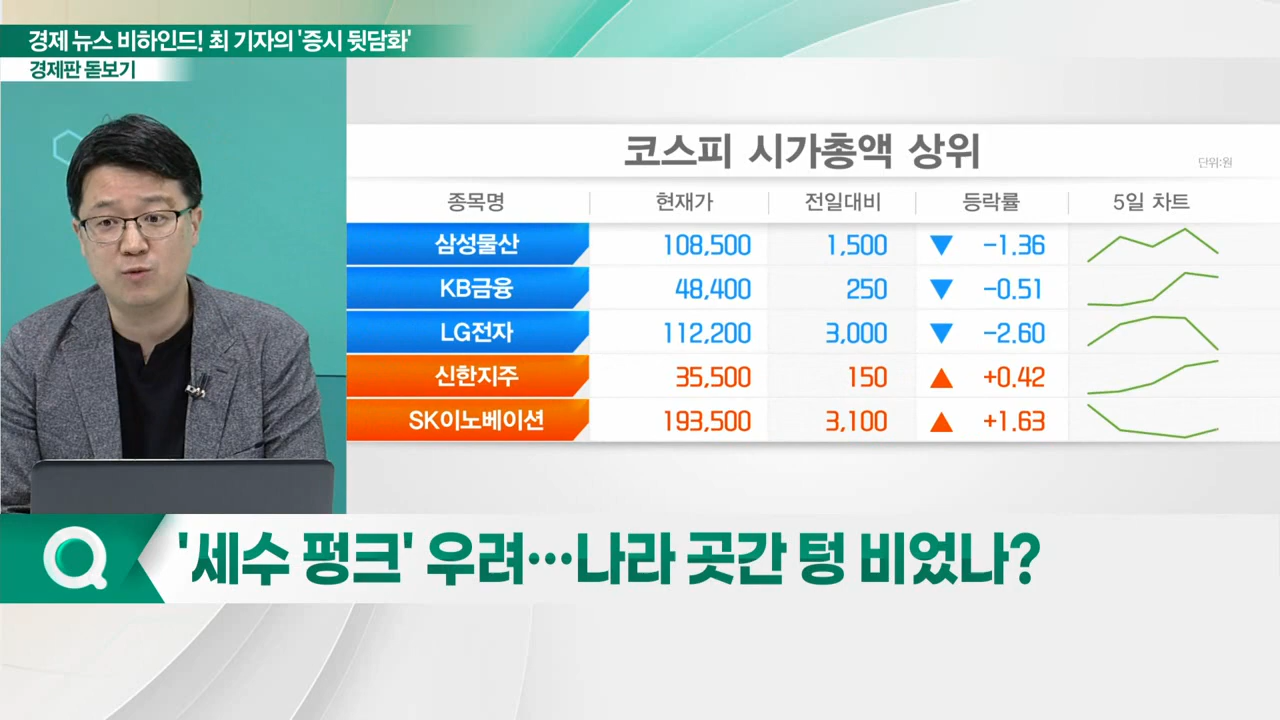 경제 뉴스 비하인드! 최 기자의 '증시 뒷담화'
경제판 돋보기
코스피 시가총액 상위
단위:원
종목명 현재가 전일대비 등락률 5일 차트
삼성물산 108,500 1,500 ▼ -1.36
KB금융 48,400 250 ▼ -0.51
LG전자 112,200 3,000 ▼ -2.60
신한지주 35,500 150 ▲ +0.42
SK이노베이션 193,500 3,100 ▲ +1.63
'세수 펑크' 우려…나라 곳간 텅 비었나?